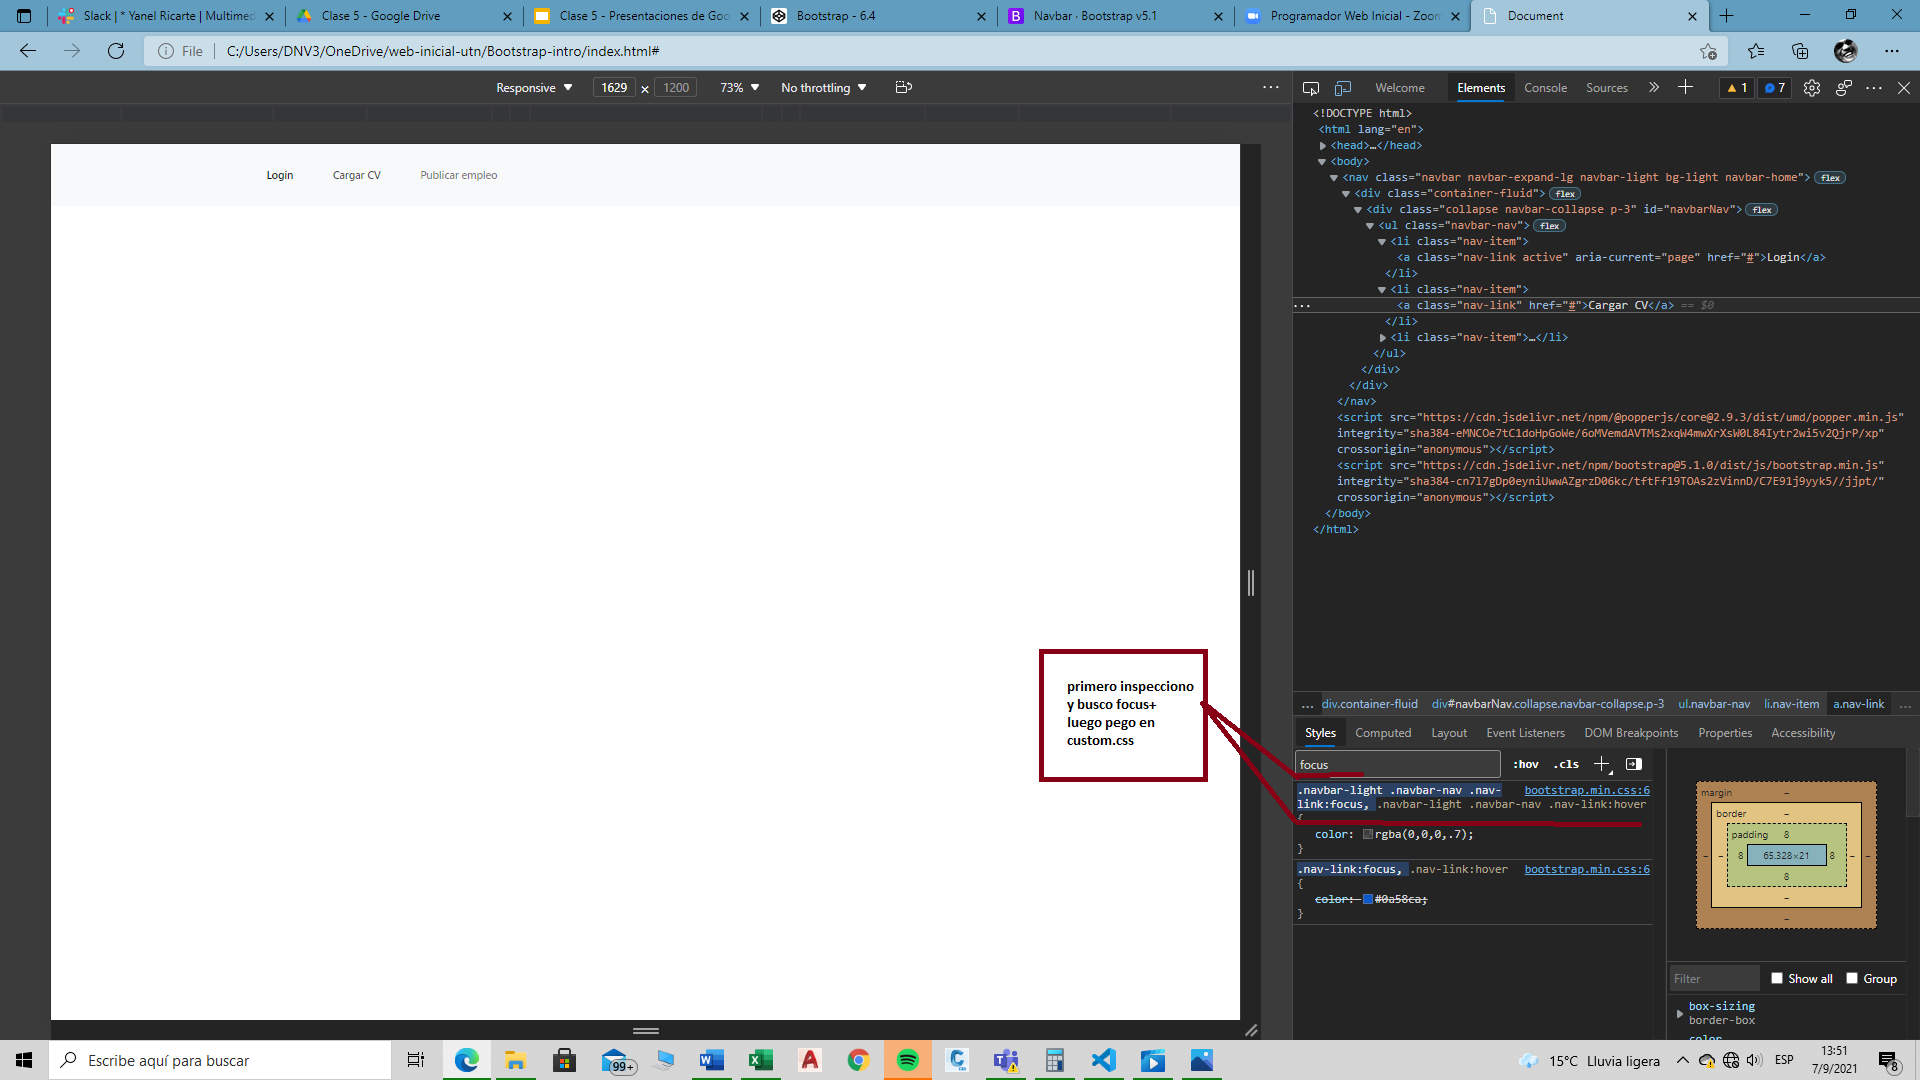 Slack | * Yanel Ricarte | Multimed
Clase 5 - Google Drive
Clase 5 - Presentaciones de Goo
Bootstrap - 6.4
Navbar · Bootstrap v5.1
Programador Web Inicial - Zoom
Document
File
C:/Users/DNV3/OneDrive/web-inicial-utn/Bootstrap-intro/index.html#
Responsive ▼ 1629 x 1200 73% ▼ No throttling ▼
Welcome Elements Console Sources 1 7
Login Cargar CV Publicar empleo
<!DOCTYPE html>
<html lang="en">
<head>…</head>
<body>
<nav class="navbar navbar-expand-lg navbar-light bg-light navbar-home"> flex
<div class="container-fluid"> flex
<div class="collapse navbar-collapse p-3" id="navbarNav"> flex
<ul class="navbar-nav"> flex
<li class="nav-item">
<a class="nav-link active" aria-current="page" href="#">Login</a>
</li>
<li class="nav-item">
<a class="nav-link" href="#">Cargar CV</a> == $0
</li>
<li class="nav-item">…</li>
</ul>
</div>
</div>
</nav>
<script src="https://cdn.jsdelivr.net/npm/@popperjs/core@2.9.3/dist/umd/popper.min.js"
integrity="sha384-eMNCOe7tC1doHpGoWe/6oMVemdAVTMs2xqW4mwXrXsW0L84Iytr2wi5v2QjrP/xp"
crossorigin="anonymous"></script>
<script src="https://cdn.jsdelivr.net/npm/bootstrap@5.1.0/dist/js/bootstrap.min.js"
integrity="sha384-cn7l7gDp0eyniUwwAZgrzD06kc/tftFf19TOAs2zVinnD/C7E91j9yyk5//jjpt/"
crossorigin="anonymous"></script>
</body>
</html>
primero inspecciono
y busco focus+
luego pego en
custom.css
... div.container-fluid div#navbarNav.collapse.navbar-collapse.p-3 ul.navbar-nav li.nav-item a.nav-link ...
Styles Computed Layout Event Listeners DOM Breakpoints Properties Accessibility
focus :hov .cls
.navbar-light .navbar-nav .nav- bootstrap.min.css:6
link:focus, .navbar-light .navbar-nav .nav-link:hover
{
color: rgba(0,0,0,.7);
}
.nav-link:focus, .nav-link:hover bootstrap.min.css:6
{
color: #0a58ca;
}
margin –
border –
padding 8
– – 8 65.328×21 8 – –
8
–
–
Filter Show all Group
box-sizing
border-box
color
Escribe aquí para buscar
99+
15°C Lluvia ligera
ESP
13:51
7/9/2021
8